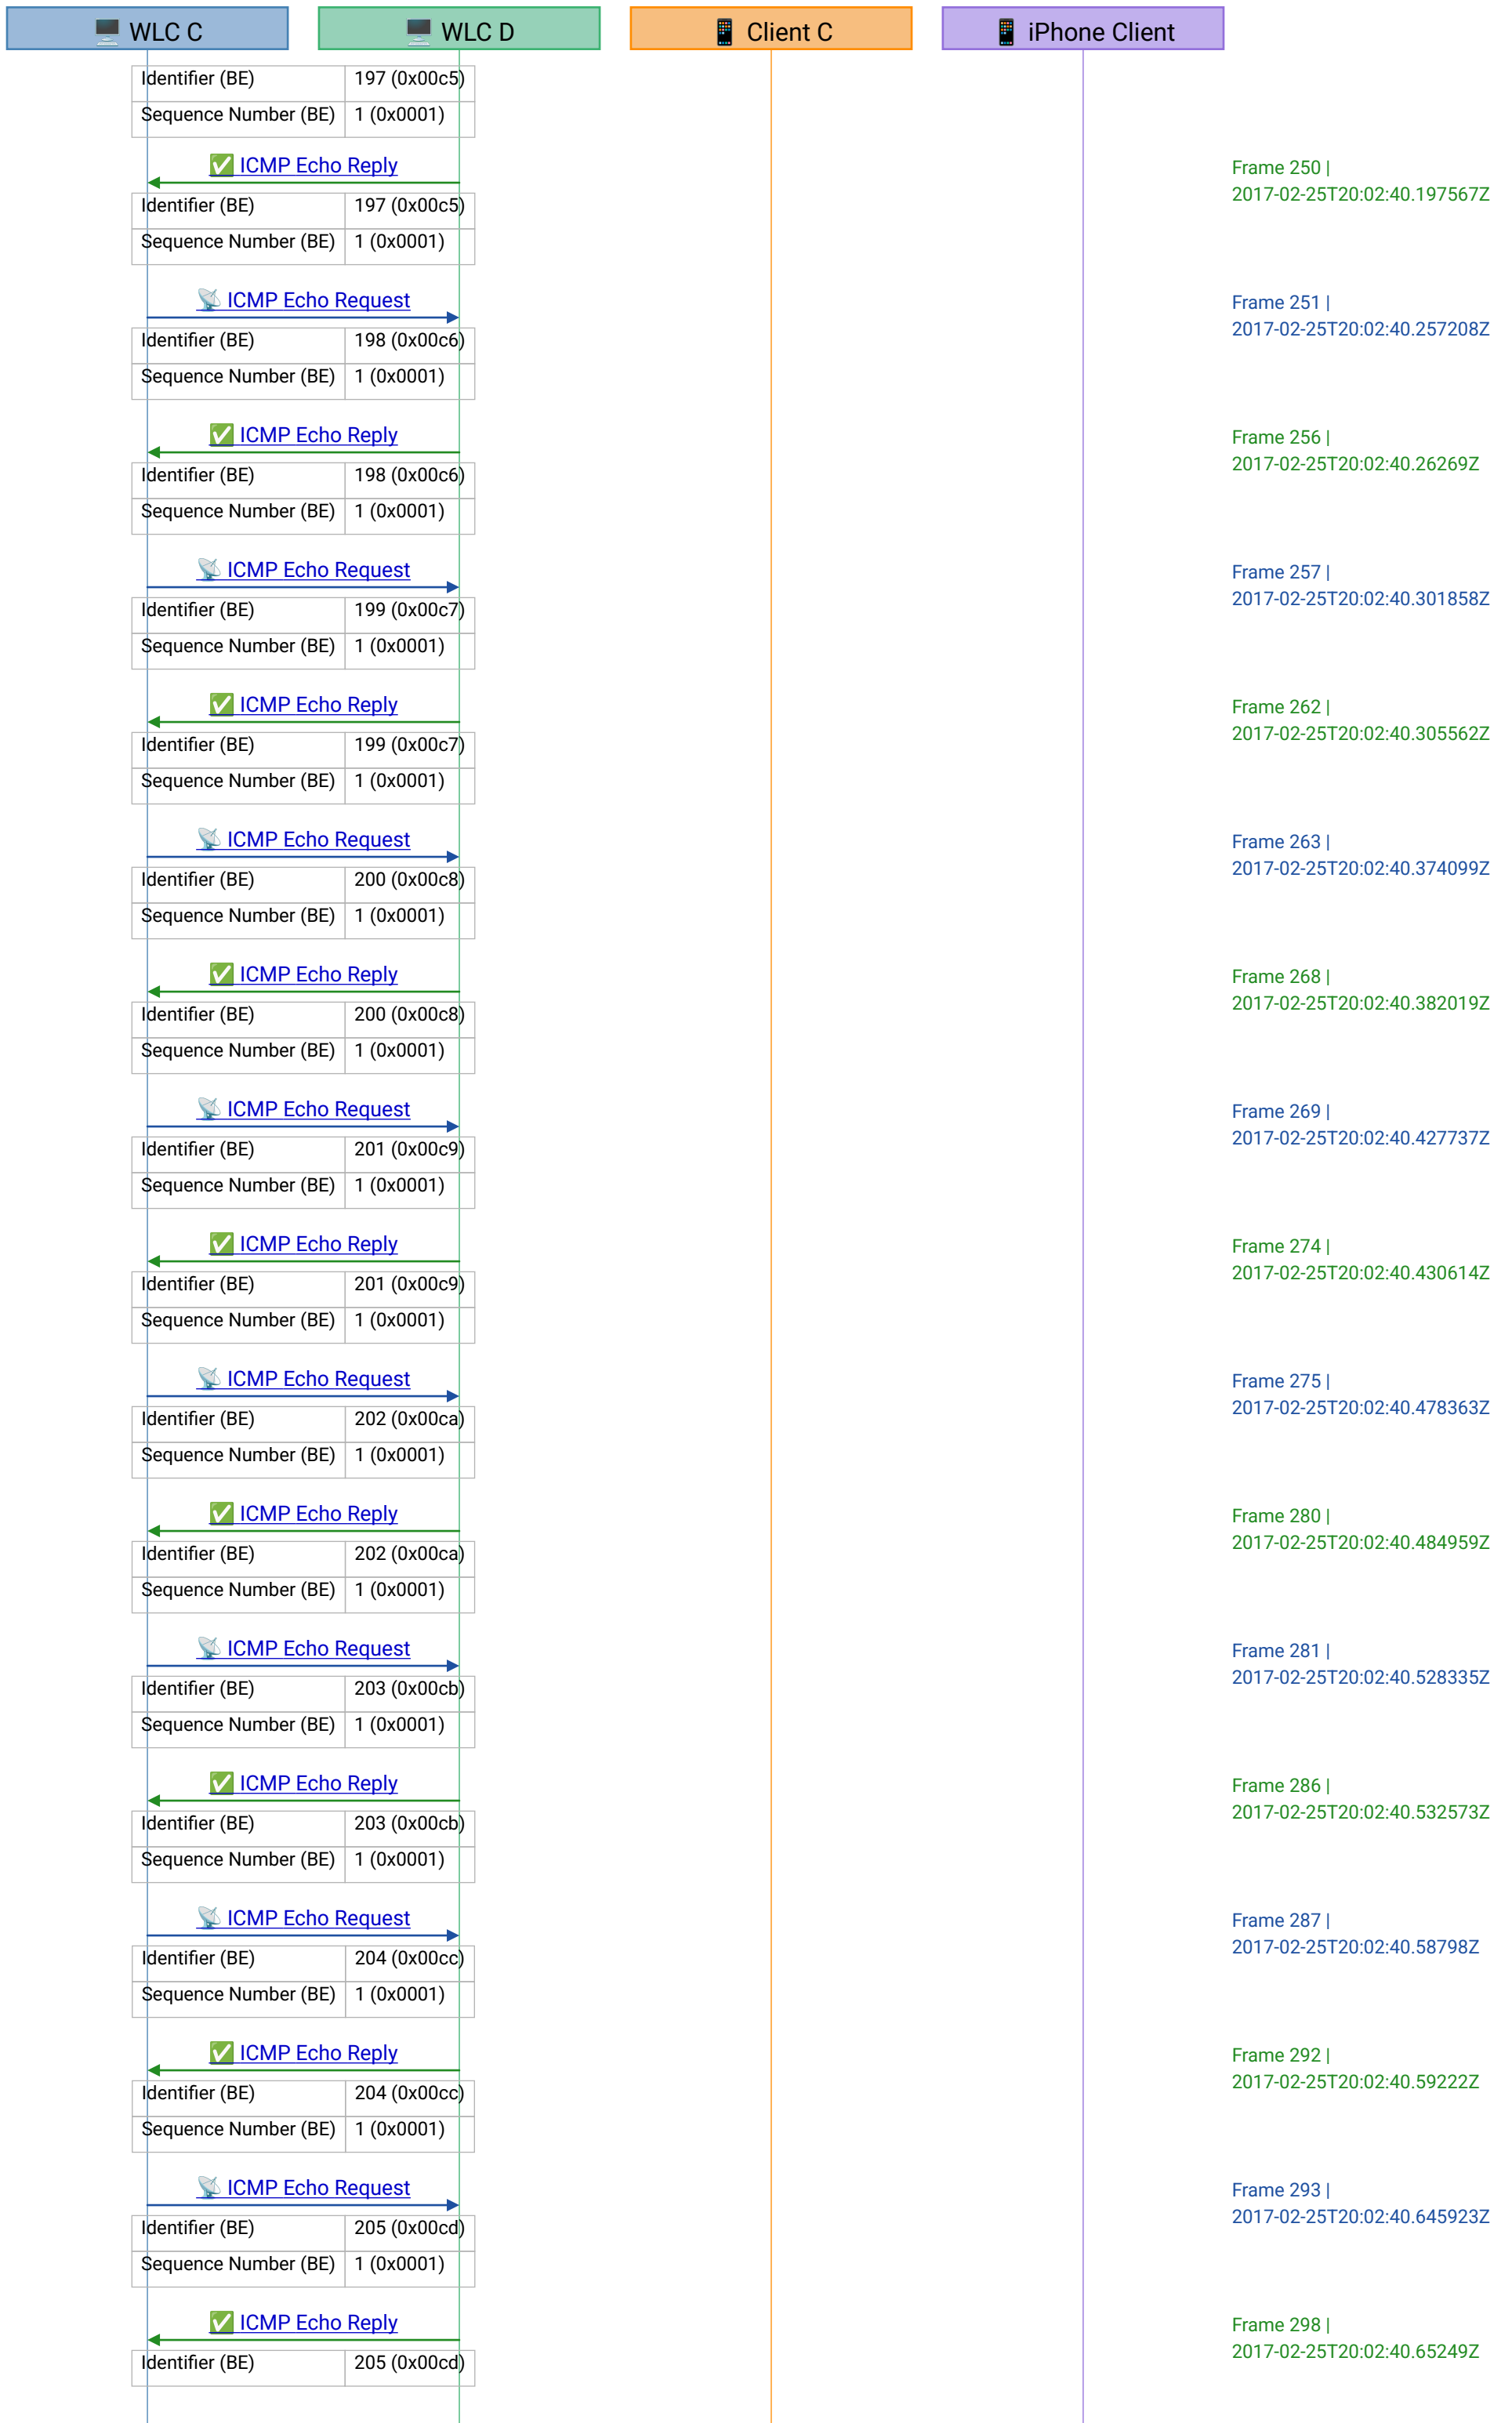 WLC C
WLC D
Client C
iPhone Client
Identifier (BE) 197 (0x00c5)
Sequence Number (BE) 1 (0x0001)
ICMP Echo Reply
Frame 250 |
2017-02-25T20:02:40.197567Z
Identifier (BE) 197 (0x00c5)
Sequence Number (BE) 1 (0x0001)
ICMP Echo Request
Frame 251 |
2017-02-25T20:02:40.257208Z
Identifier (BE) 198 (0x00c6)
Sequence Number (BE) 1 (0x0001)
ICMP Echo Reply
Frame 256 |
2017-02-25T20:02:40.26269Z
Identifier (BE) 198 (0x00c6)
Sequence Number (BE) 1 (0x0001)
ICMP Echo Request
Frame 257 |
2017-02-25T20:02:40.301858Z
Identifier (BE) 199 (0x00c7)
Sequence Number (BE) 1 (0x0001)
ICMP Echo Reply
Frame 262 |
2017-02-25T20:02:40.305562Z
Identifier (BE) 199 (0x00c7)
Sequence Number (BE) 1 (0x0001)
ICMP Echo Request
Frame 263 |
2017-02-25T20:02:40.374099Z
Identifier (BE) 200 (0x00c8)
Sequence Number (BE) 1 (0x0001)
ICMP Echo Reply
Frame 268 |
2017-02-25T20:02:40.382019Z
Identifier (BE) 200 (0x00c8)
Sequence Number (BE) 1 (0x0001)
ICMP Echo Request
Frame 269 |
2017-02-25T20:02:40.427737Z
Identifier (BE) 201 (0x00c9)
Sequence Number (BE) 1 (0x0001)
ICMP Echo Reply
Frame 274 |
2017-02-25T20:02:40.430614Z
Identifier (BE) 201 (0x00c9)
Sequence Number (BE) 1 (0x0001)
ICMP Echo Request
Frame 275 |
2017-02-25T20:02:40.478363Z
Identifier (BE) 202 (0x00ca)
Sequence Number (BE) 1 (0x0001)
ICMP Echo Reply
Frame 280 |
2017-02-25T20:02:40.484959Z
Identifier (BE) 202 (0x00ca)
Sequence Number (BE) 1 (0x0001)
ICMP Echo Request
Frame 281 |
2017-02-25T20:02:40.528335Z
Identifier (BE) 203 (0x00cb)
Sequence Number (BE) 1 (0x0001)
ICMP Echo Reply
Frame 286 |
2017-02-25T20:02:40.532573Z
Identifier (BE) 203 (0x00cb)
Sequence Number (BE) 1 (0x0001)
ICMP Echo Request
Frame 287 |
2017-02-25T20:02:40.58798Z
Identifier (BE) 204 (0x00cc)
Sequence Number (BE) 1 (0x0001)
ICMP Echo Reply
Frame 292 |
2017-02-25T20:02:40.59222Z
Identifier (BE) 204 (0x00cc)
Sequence Number (BE) 1 (0x0001)
ICMP Echo Request
Frame 293 |
2017-02-25T20:02:40.645923Z
Identifier (BE) 205 (0x00cd)
Sequence Number (BE) 1 (0x0001)
ICMP Echo Reply
Frame 298 |
2017-02-25T20:02:40.65249Z
Identifier (BE) 205 (0x00cd)